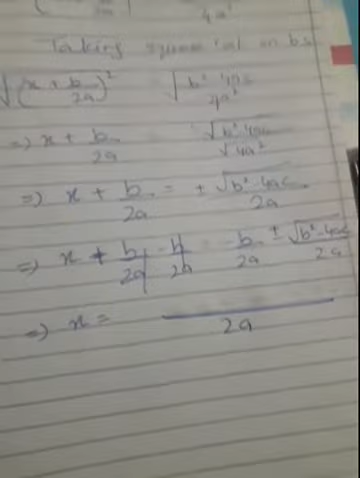 4a²
Taking square root on b.s
√(x + b/2a)² √b² 4ac/4a²
=> x + b/2a √b² 4ac/√4a²
=> x + b/2a = ± √b² - 4ac/2a
=> x + b/2a - b/2a -b/2a ± √b² - 4ac/2a
=> x = /2a